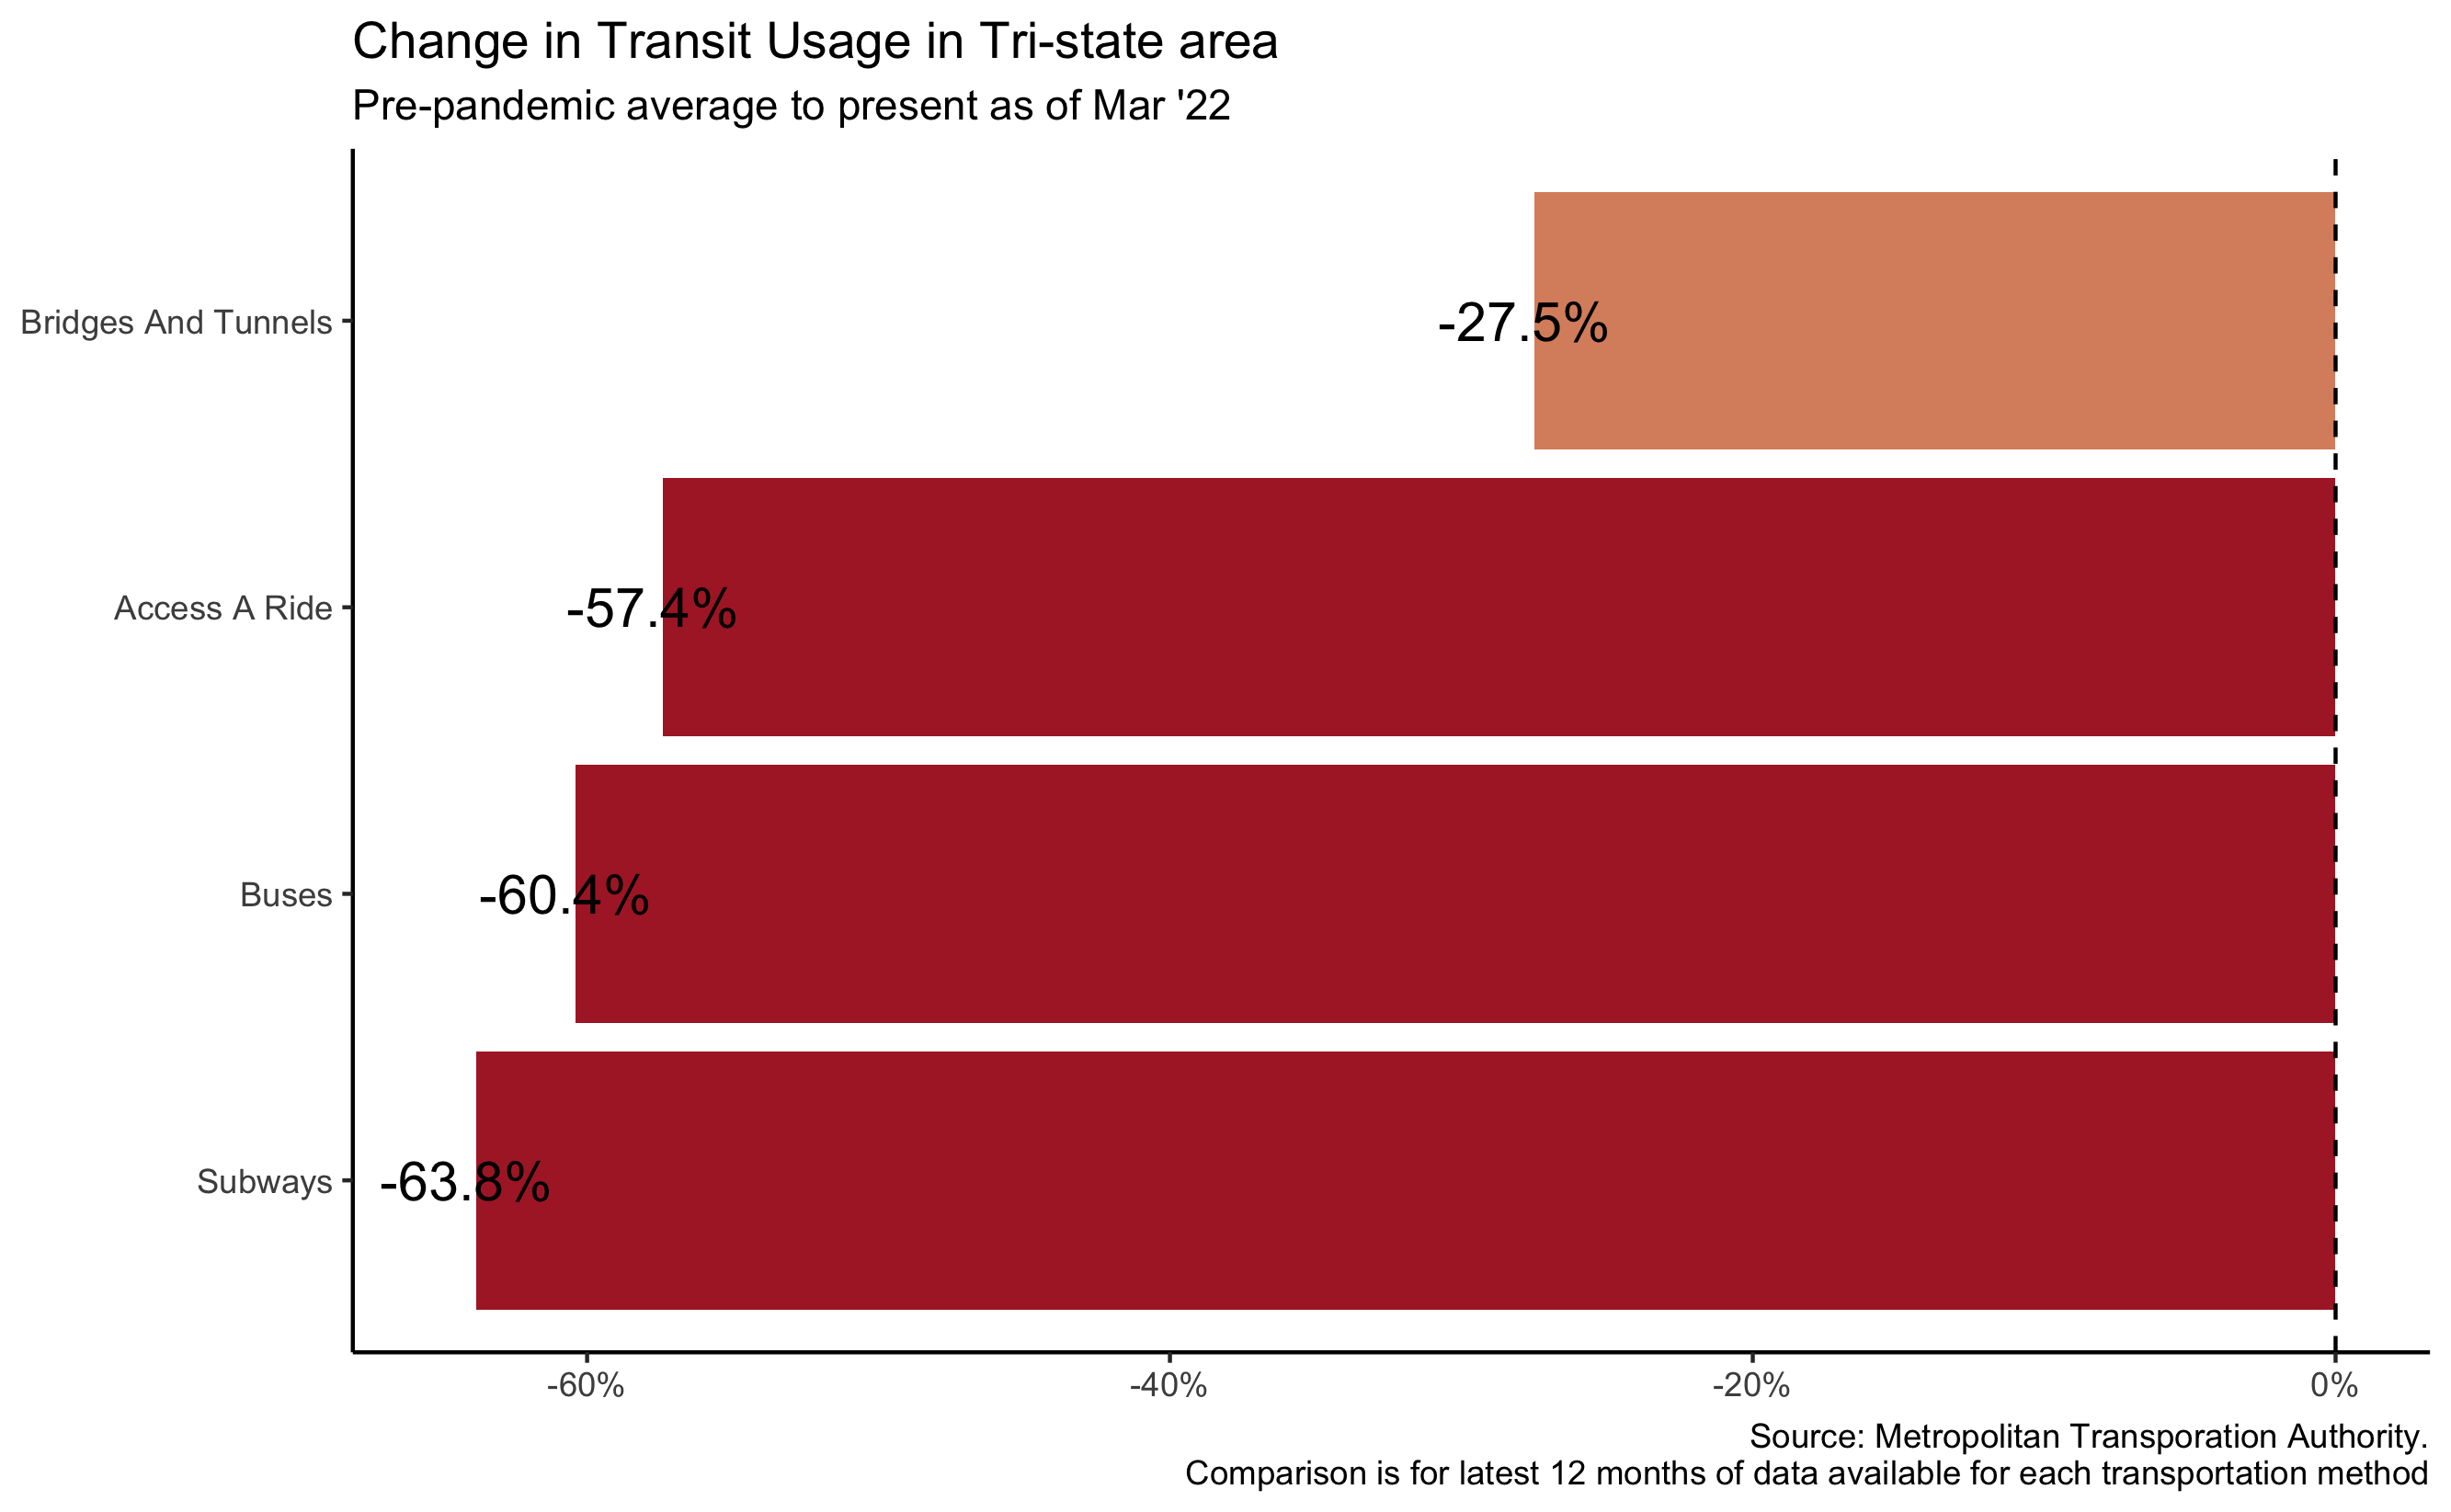 Change in Transit Usage in Tri-state area
Pre-pandemic average to present as of Mar '22
Bridges And Tunnels
-27.5%
Access A Ride
-57.4%
Buses
-60.4%
Subways
-63.8%
-60%
-40%
-20%
0%
Source: Metropolitan Transporation Authority.
Comparison is for latest 12 months of data available for each transportation method